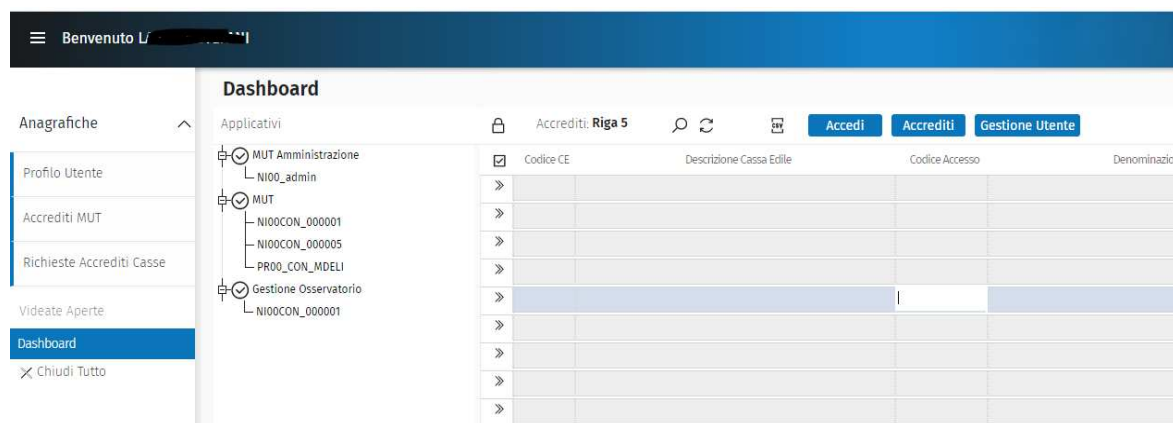 Benvenuto
Dashboard
Anagrafiche
Profilo Utente
Accrediti MUT
Richieste Accrediti Casse
Videate Aperte
Dashboard
Chiudi Tutto
Applicativi
MUT Amministrazione
NI00_admin
MUT
NI00CON_000001
NI00CON_000005
PR00_CON_MDELI
Gestione Osservatorio
NI00CON_000001
Accrediti: Riga 5
CSV
Accedi
Accrediti
Gestione Utente
Codice CE Descrizione Cassa Edile Codice Accesso Denominazio